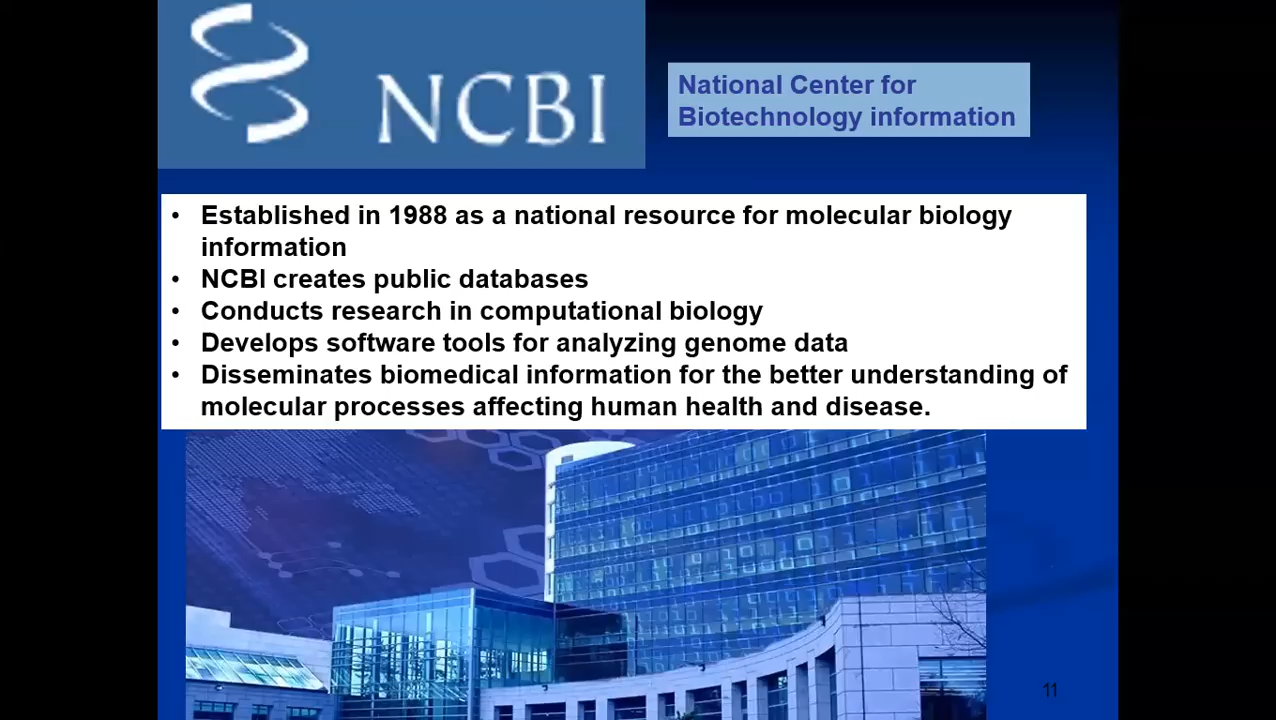 NCBI
National Center for
Biotechnology information
• Established in 1988 as a national resource for molecular biology
information
• NCBI creates public databases
• Conducts research in computational biology
• Develops software tools for analyzing genome data
• Disseminates biomedical information for the better understanding of
molecular processes affecting human health and disease.
11